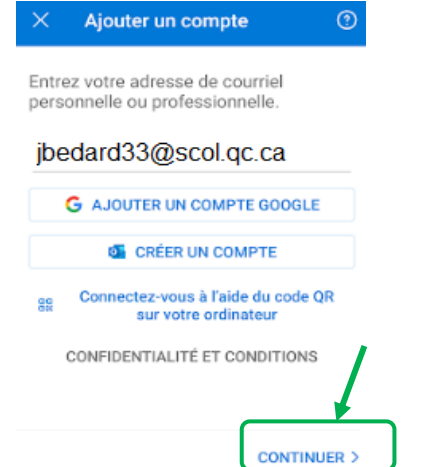 Ajouter un compte
Entrez votre adresse de courriel
personnelle ou professionnelle.
jbedard33@scol.qc.ca
AJOUTER UN COMPTE GOOGLE
CRÉER UN COMPTE
Connectez-vous à l'aide du code QR
sur votre ordinateur
CONFIDENTIALITÉ ET CONDITIONS
CONTINUER >